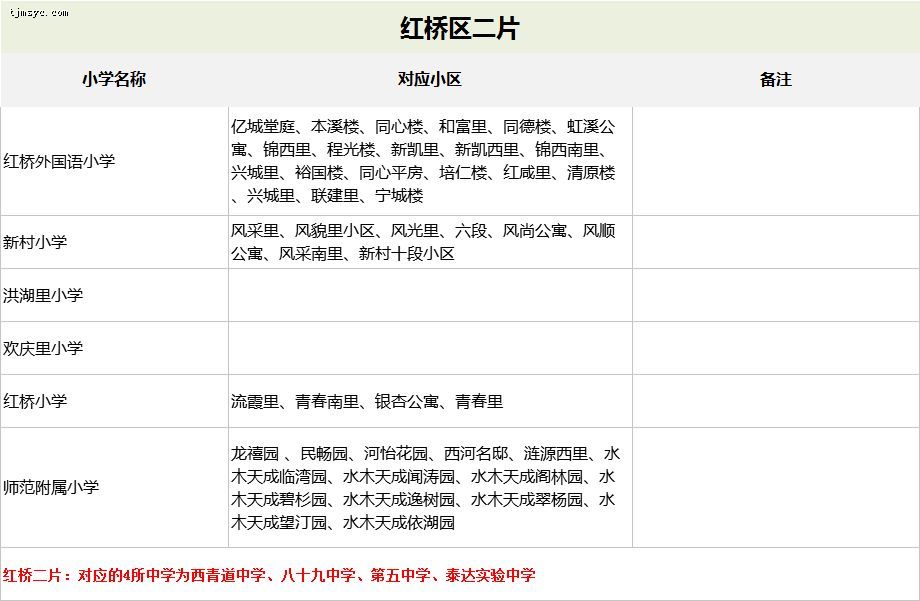 tjmsyc.com
红桥区二片
小学名称 对应小区 备注
红桥外国语小学
亿城堂庭、本溪楼、同心楼、和富里、同德楼、虹溪公
寓、锦西里、程光楼、新凯里、新凯西里、锦西南里、
兴城里、裕国楼、同心平房、培仁楼、红咸里、清原楼
、兴城里、联建里、宁城楼
新村小学
风采里、风貌里小区、风光里、六段、风尚公寓、风顺
公寓、风采南里、新村十段小区
洪湖里小学
欢庆里小学
红桥小学
流霞里、青春南里、银杏公寓、青春里
师范附属小学
龙禧园 、民畅园、河怡花园、西河名邸、涟源西里、水
木天成临湾园、水木天成闻涛园、水木天成阁林园、水
木天成碧杉园、水木天成逸树园、水木天成翠杨园、水
木天成望汀园、水木天成依湖园
红桥二片：对应的4所中学为西青道中学、八十九中学、第五中学、泰达实验中学